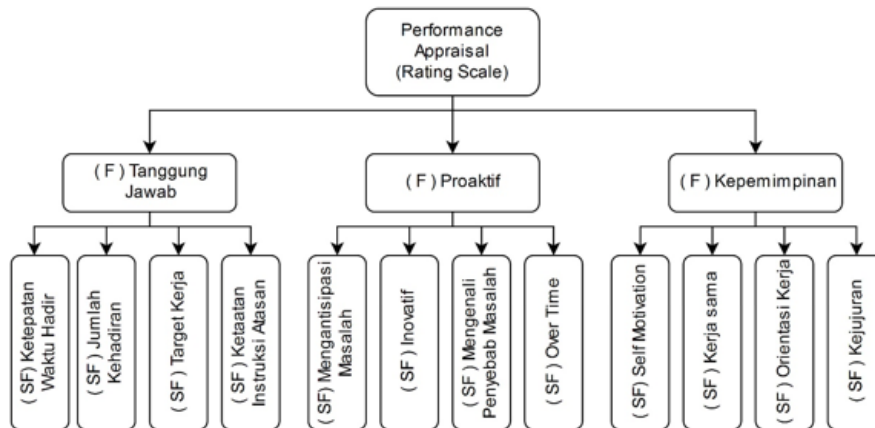 Performance
Appraisal
(Rating Scale)
( F ) Tanggung
Jawab
( F ) Proaktif
( F ) Kepemimpinan
( SF) Ketepatan
Waktu Hadir
( SF ) Jumlah
Kehadiran
( SF ) Target Kerja
( SF ) Ketaatan
Instruksi Atasan
(SF) Mengantisipasi
Masalah
( SF ) Inovatif
( SF ) Mengenali
Penyebab Masalah
( SF ) Over Time
( SF) Self Motivation
( SF ) Kerja sama
( SF ) Orientasi Kerja
( SF ) Kejujuran